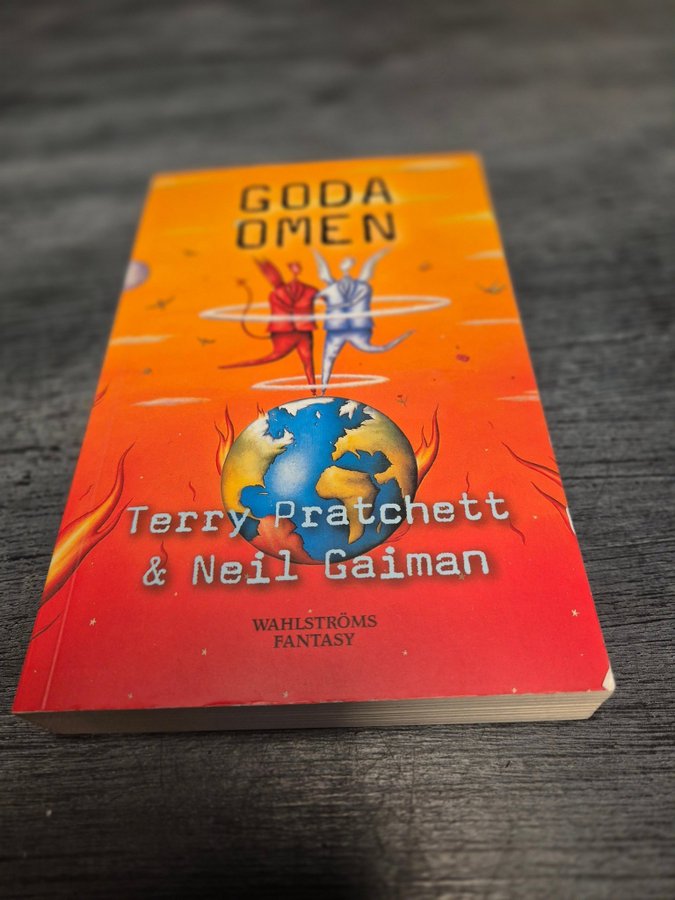 GODA
OMEN
Terry Pratchett
& Neil Gaiman
WAHLSTRÖMS
FANTASY